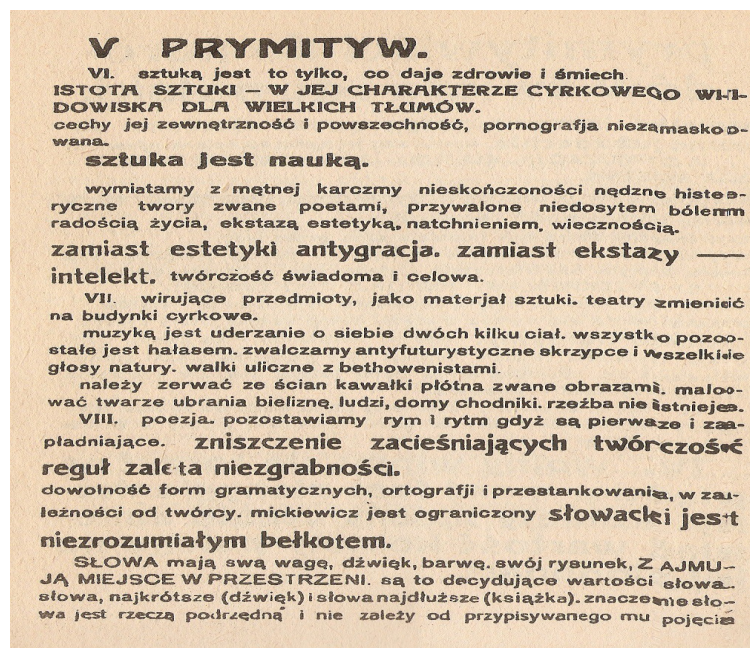 V PRYMITYW.
VI. sztuką jest to tylko, co daje zdrowie i śmiech
ISTOTA SZTUKI — W JEJ CHARAKTERZE CYRKOWEGO WI-
DOWISKA DLA WIELKICH TŁUMÓW.
cechy jej zewnętrzność i powszechność, pornografja niezamasko-
wana.
sztuka jest nauką.
wymiatamy z mętnej karczmy nieskończoności nędzne histe-
ryczne twory zwane poetami, przywalone niedosytem bólem
radością życia, ekstazą estetyką, natchnieniem, wiecznością.
zamiast estetyki antygracja. zamiast ekstazy —
intelekt. twórczość świadoma i celowa.
VII. wirujące przedmioty, jako materjał sztuki. teatry zmienić
na budynki cyrkowe.
muzyką jest uderzanie o siebie dwóch kilku ciał. wszystko pozo-
stałe jest hałasem. zwalczamy antyfuturystyczne skrzypce i wszelkie
głosy natury. walki uliczne z bethowenistami.
należy zerwać ze ścian kawałki płótna zwane obrazami. malo-
wać twarze ubrania bieliznę. ludzi, domy chodniki. rzeźba nie istnieje.
VIII. poezja. pozostawiamy rym i rytm gdyż są pierwsze i za-
pładniające. zniszczenie zacieśniających twórczość
reguł zaleta niezgrabności.
dowolność form gramatycznych, ortografji i przestankowania, w za-
leżności od twórcy. mickiewicz jest ograniczony słowacki jest
niezrozumiałym bełkotem.
SŁOWA mają swą wagę, dźwięk, barwę. swój rysunek, ZAJMU-
JĄ MIEJSCE W PRZESTRZENI. są to decydujące wartości słowa.
słowa, najkrótsze (dźwięk) i słowa najdłuższe (książka). znaczenie sło-
wa jest rzeczą podrzędną i nie zależy od przypisywanego mu pojęcia